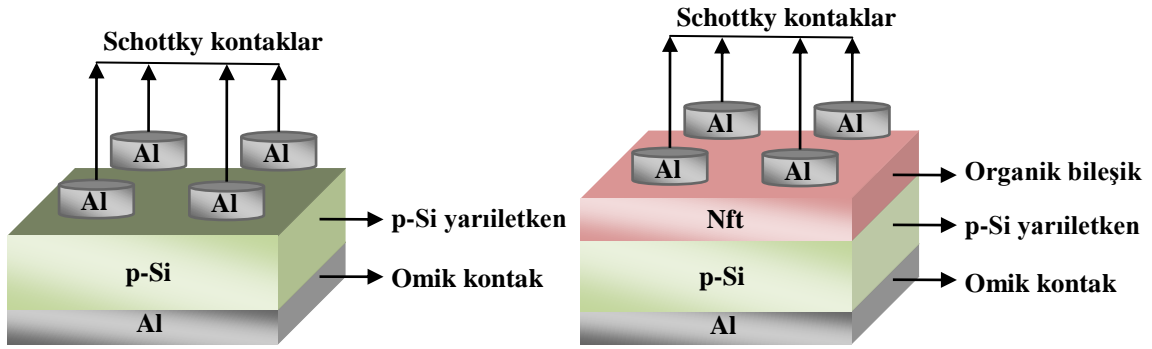 Schottky kontaklar
Al
Al
Al
Al
p-Si yarıiletken
p-Si
Omik kontak
Al
Schottky kontaklar
Al
Al
Al
Al
Organik bileşik
Nft
p-Si yarıiletken
p-Si
Omik kontak
Al